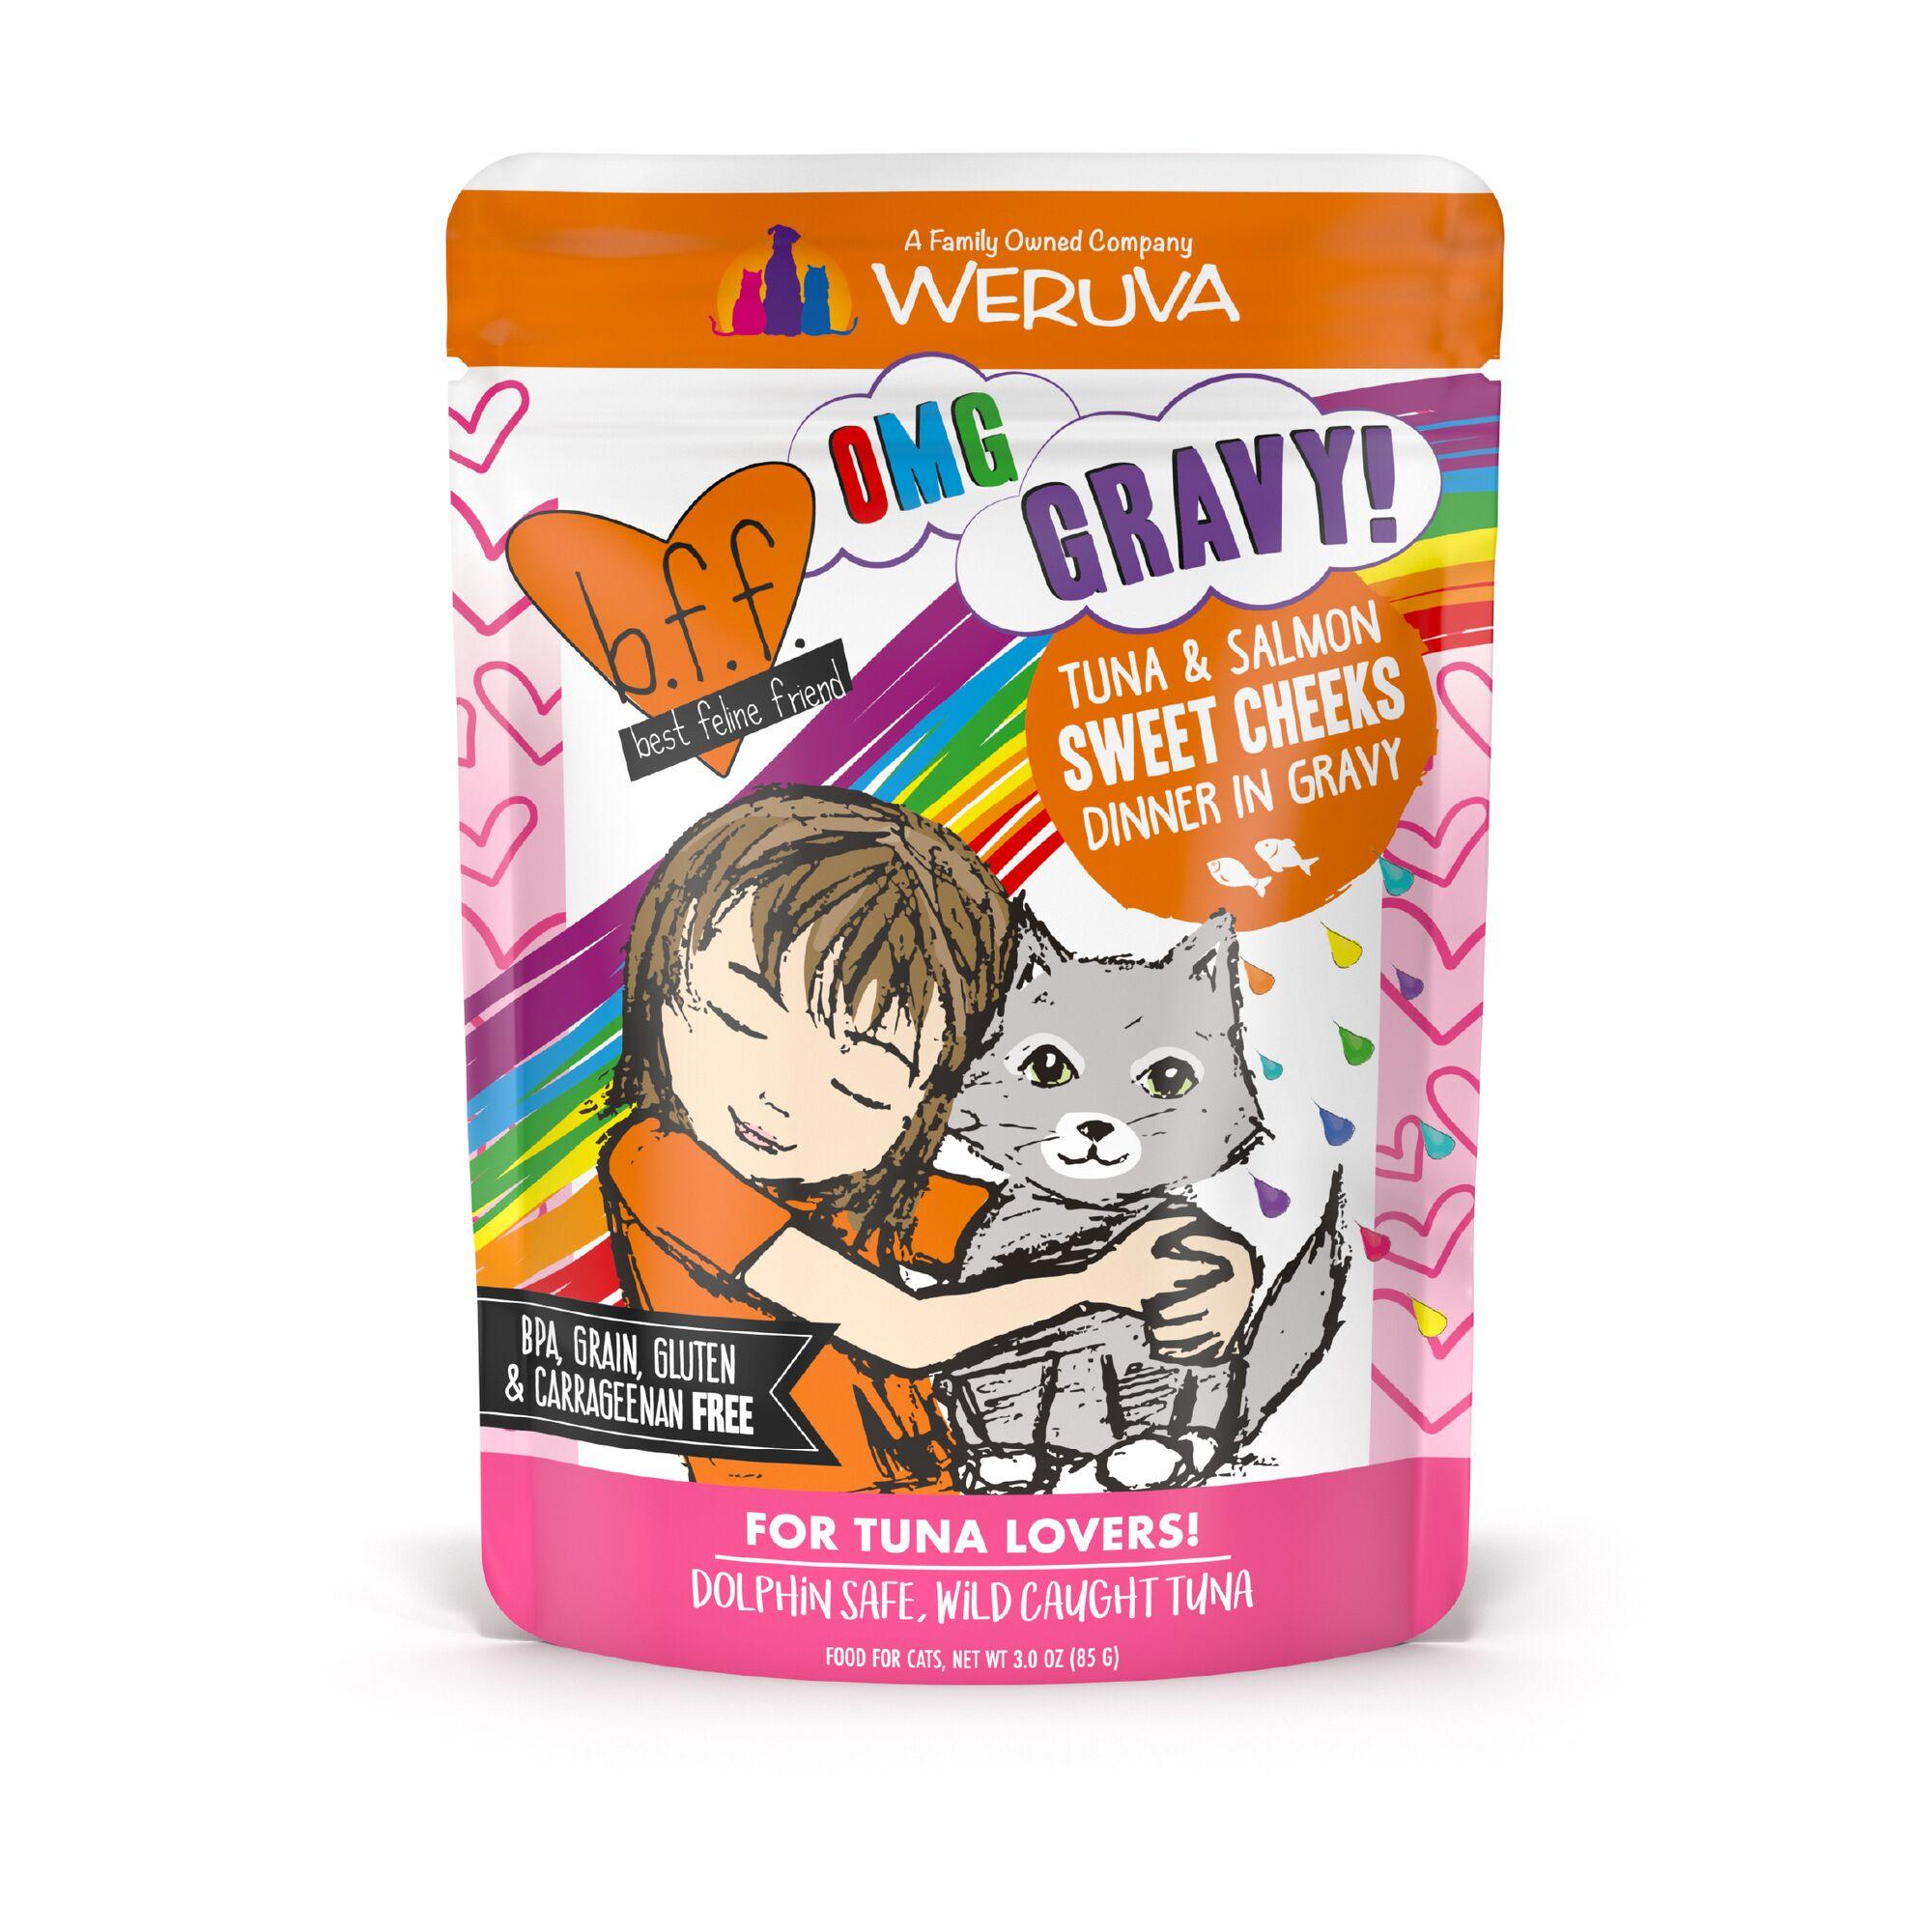 A Family Owned Company
WERUVA
OMG
GRAVY!
b.f.f.
best feline friend
TUNA & SALMON
SWEET CHEEKS
DINNER IN GRAVY
BPA, GRAIN, GLUTEN
& CARRAGEENAN FREE
FOR TUNA LOVERS!
DOLPHIN SAFE, WILD CAUGHT TUNA
FOOD FOR CATS, NET WT 3.0 OZ (85 G)